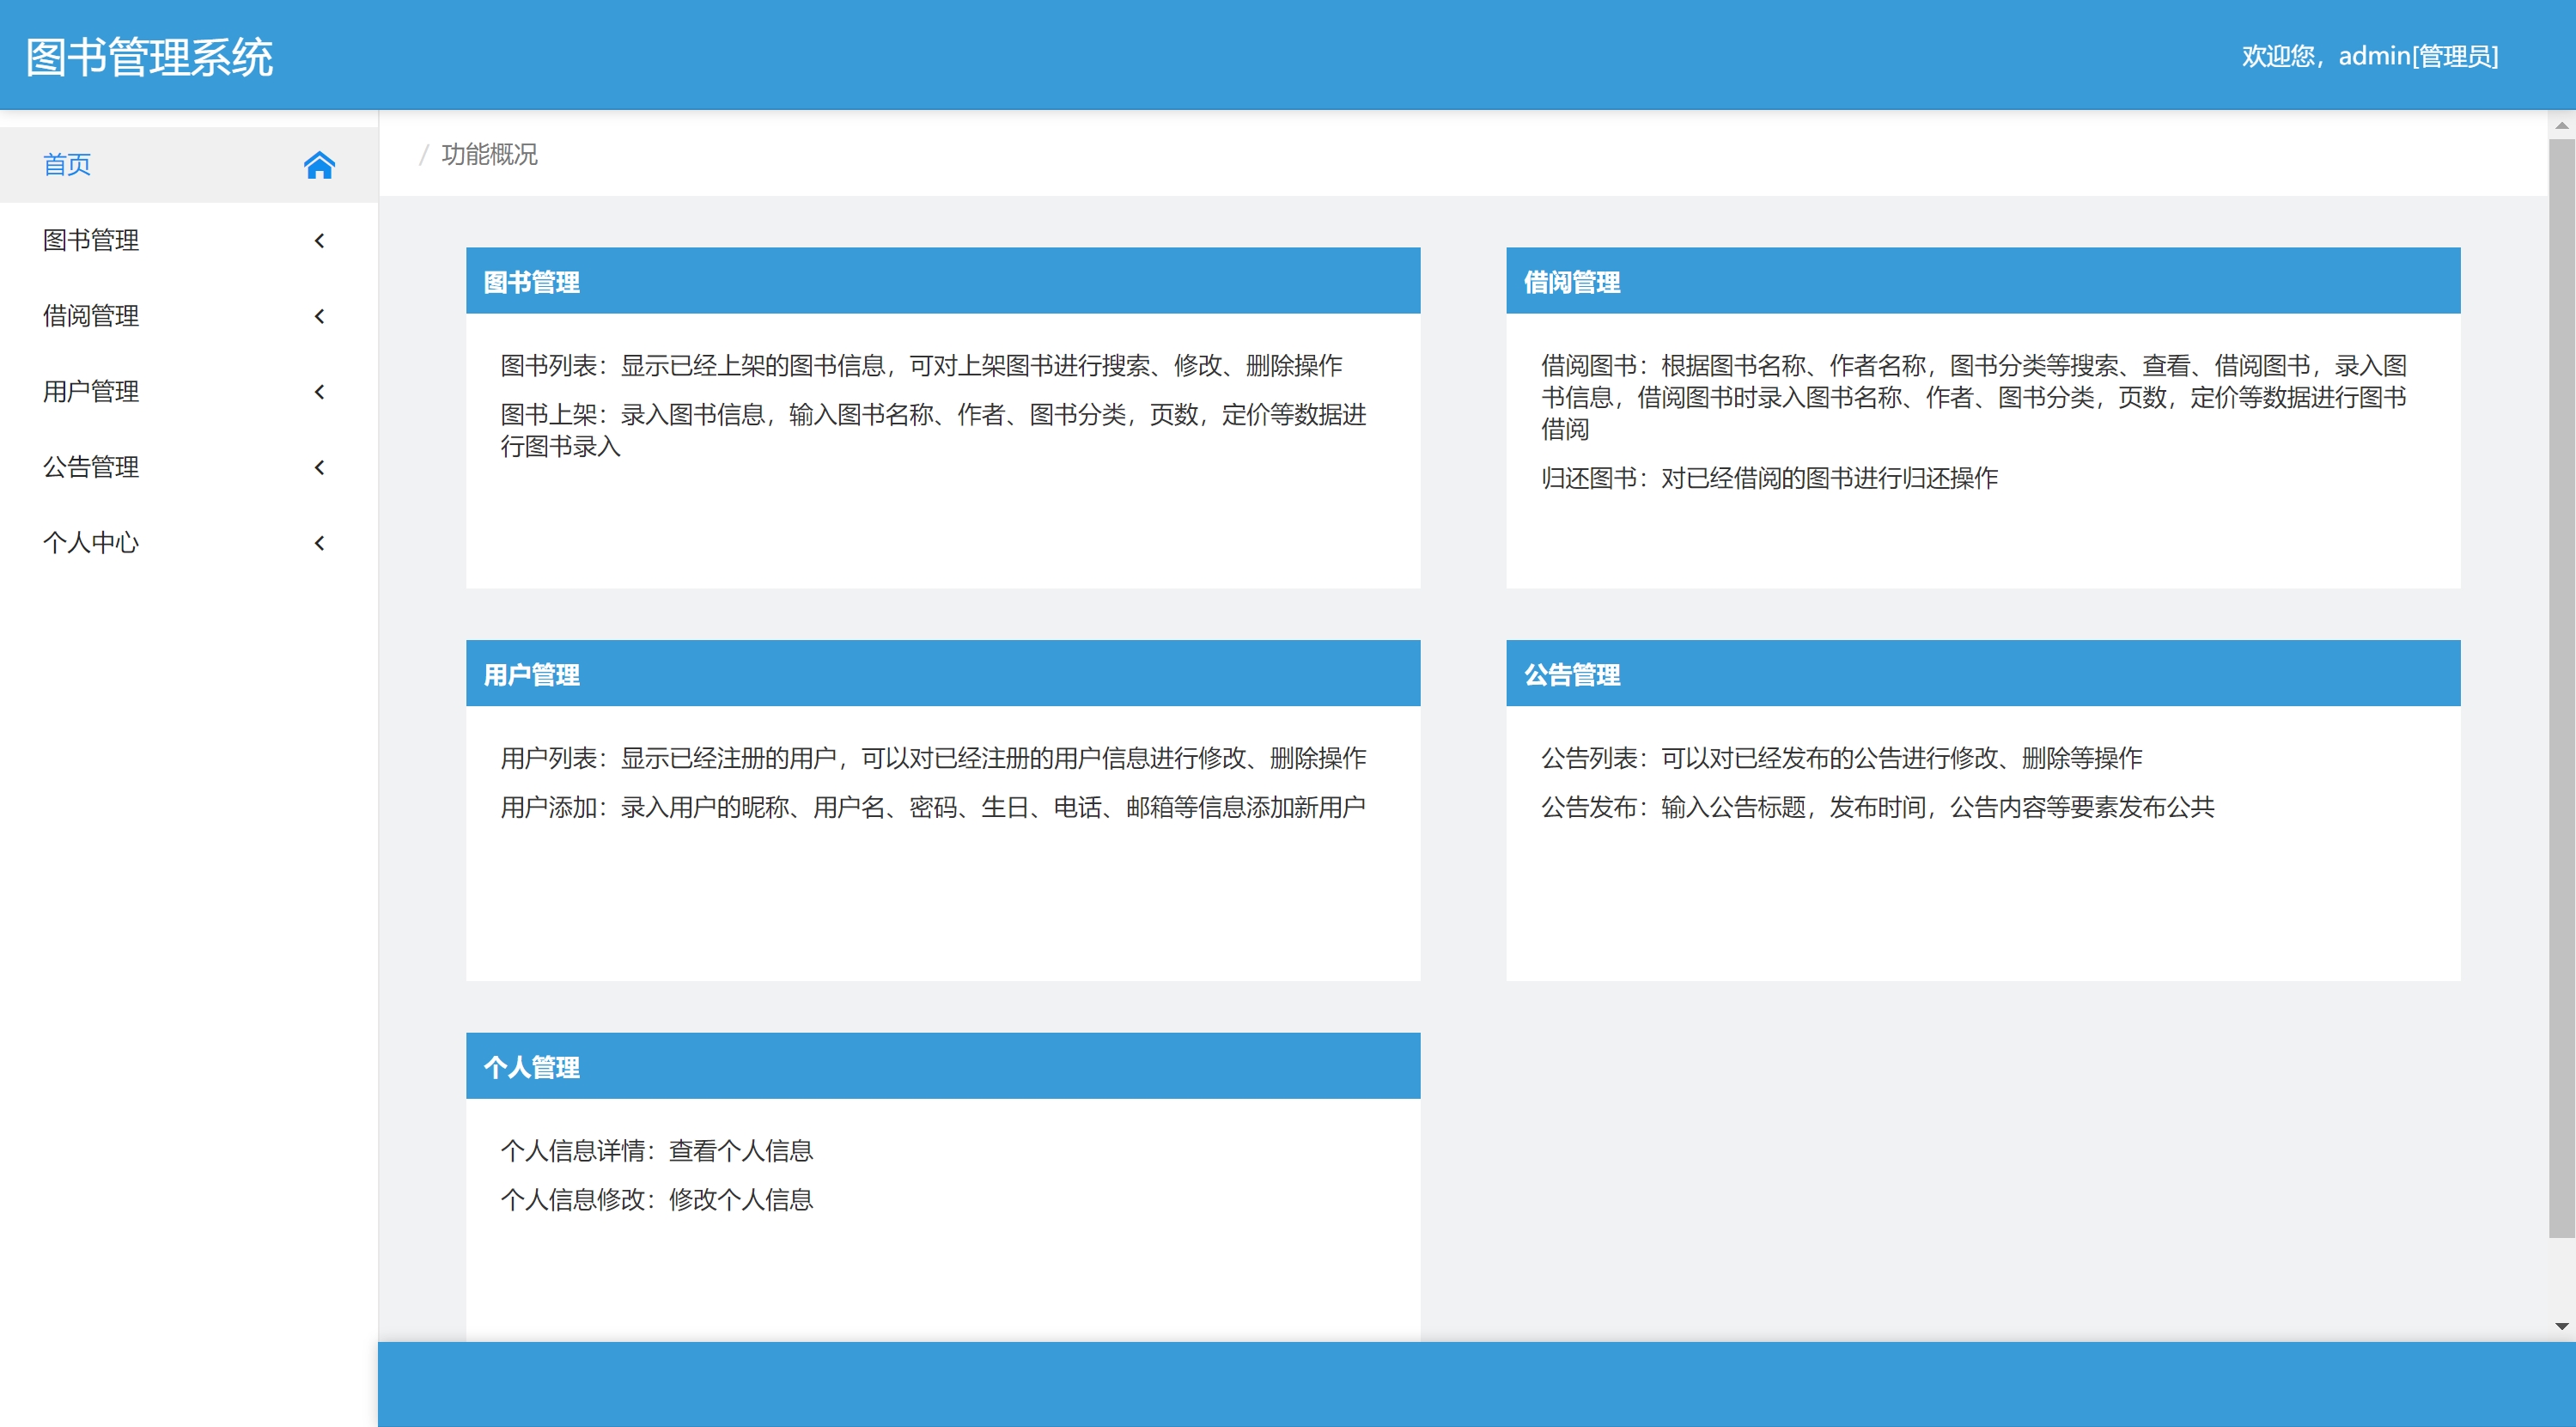 图书管理系统
欢迎您，admin[管理员]
首页
图书管理
借阅管理
用户管理
公告管理
个人中心
/ 功能概况
图书管理
图书列表：显示已经上架的图书信息，可对上架图书进行搜索、修改、删除操作
图书上架：录入图书信息，输入图书名称、作者、图书分类，页数，定价等数据进
行图书录入
借阅管理
借阅图书：根据图书名称、作者名称，图书分类等搜索、查看、借阅图书，录入图
书信息，借阅图书时录入图书名称、作者、图书分类，页数，定价等数据进行图书
借阅
归还图书：对已经借阅的图书进行归还操作
用户管理
用户列表：显示已经注册的用户，可以对已经注册的用户信息进行修改、删除操作
用户添加：录入用户的昵称、用户名、密码、生日、电话、邮箱等信息添加新用户
公告管理
公告列表：可以对已经发布的公告进行修改、删除等操作
公告发布：输入公告标题，发布时间，公告内容等要素发布公共
个人管理
个人信息详情：查看个人信息
个人信息修改：修改个人信息